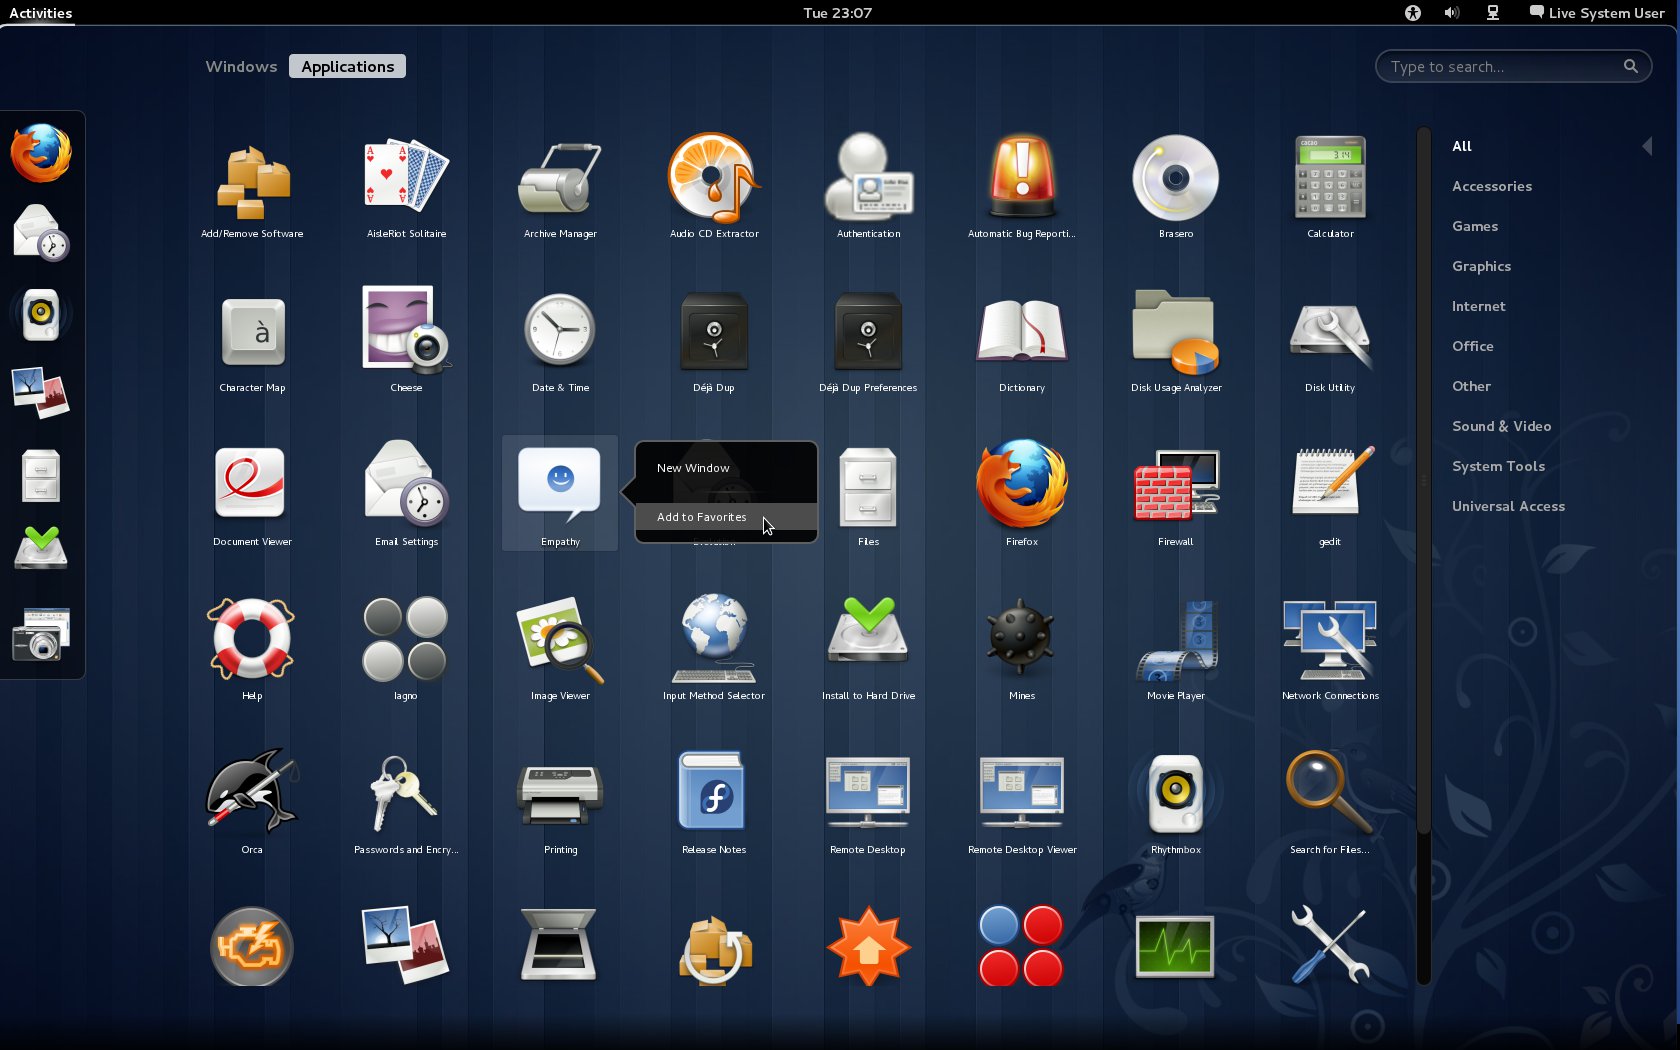 Activities
Tue 23:07
Live System User
Windows
Applications
Type to search...
Add/Remove Software
AisleRiot Solitaire
Archive Manager
Audio CD Extractor
Authentication
Automatic Bug Reporti...
Brasero
Calculator
Character Map
Cheese
Date & Time
Déjà Dup
Déjà Dup Preferences
Dictionary
Disk Usage Analyzer
Disk Utility
New Window
Add to Favorites
Document Viewer
Email Settings
Empathy
Files
Firefox
Firewall
gedit
Help
Iagno
Image Viewer
Input Method Selector
Install to Hard Drive
Mines
Movie Player
Network Connections
Orca
Passwords and Encry...
Printing
Release Notes
Remote Desktop
Remote Desktop Viewer
Rhythmbox
Search for Files...
All
Accessories
Games
Graphics
Internet
Office
Other
Sound & Video
System Tools
Universal Access